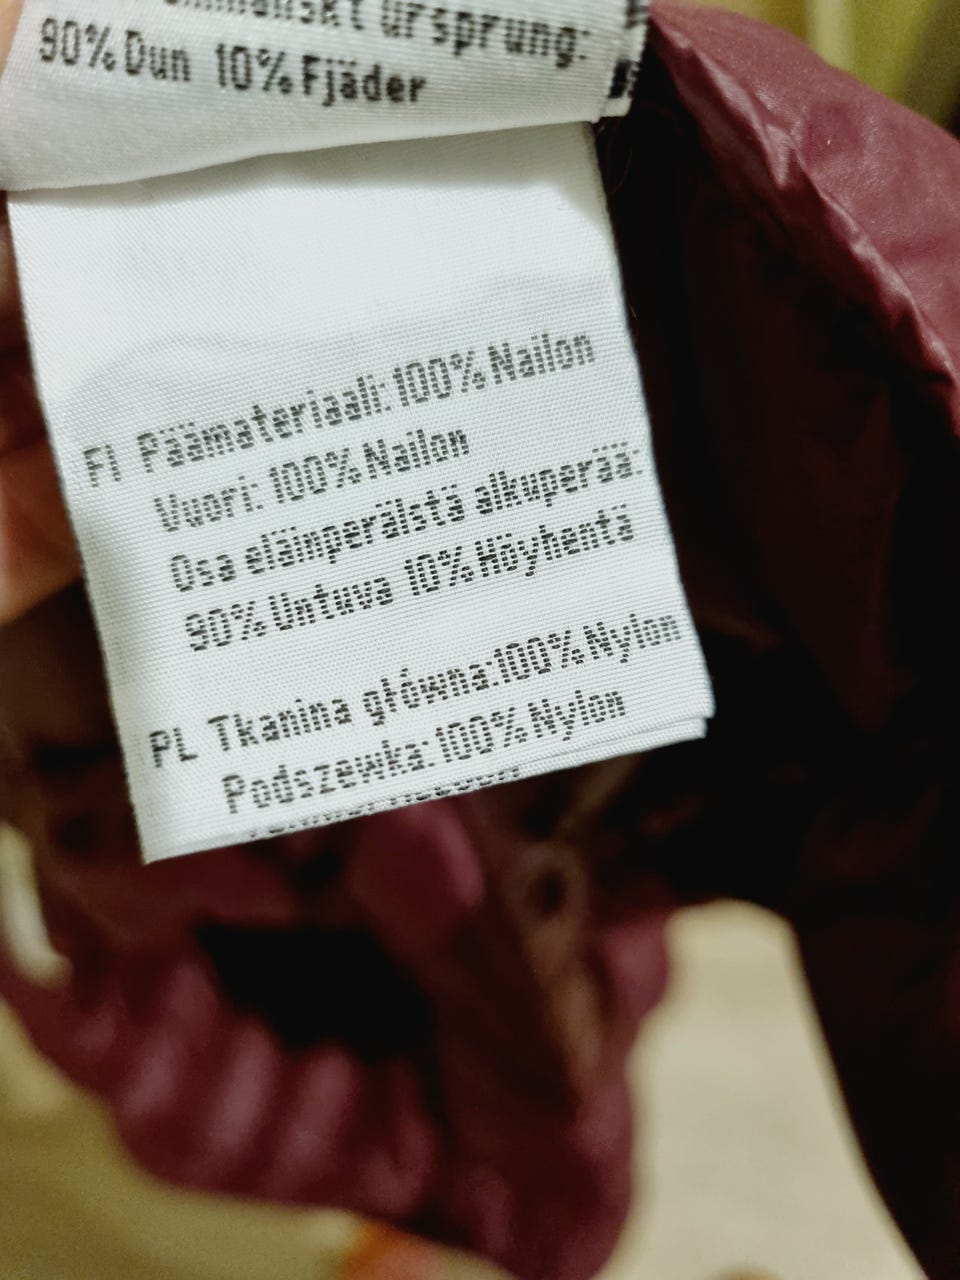 ursprung:
90% Dun 10% Fjäder
FI Päämateriaali: 100% Nailon
Vuori: 100% Nailon
Osa eläinperäistä alkuperää:
90% Untuva 10% Höyhentä
PL Tkanina główna:100% Nylon
Podszewka: 100% Nylon